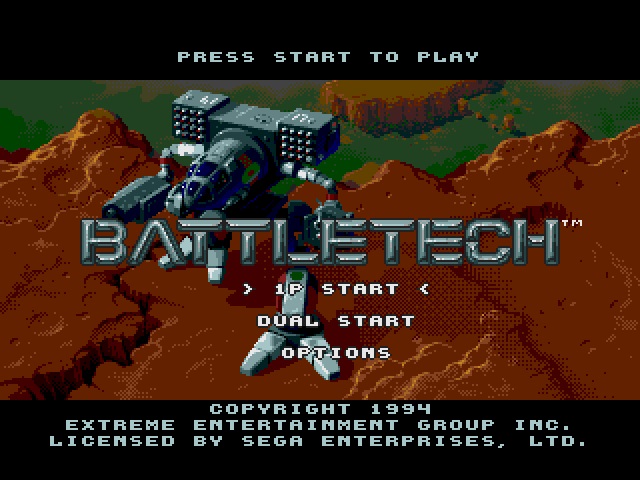 PRESS START TO PLAY
BATTLETECH™
> 1P START <
DUAL START
OPTIONS
COPYRIGHT 1994
EXTREME ENTERTAINMENT GROUP INC.
LICENSED BY SEGA ENTERPRISES, LTD.